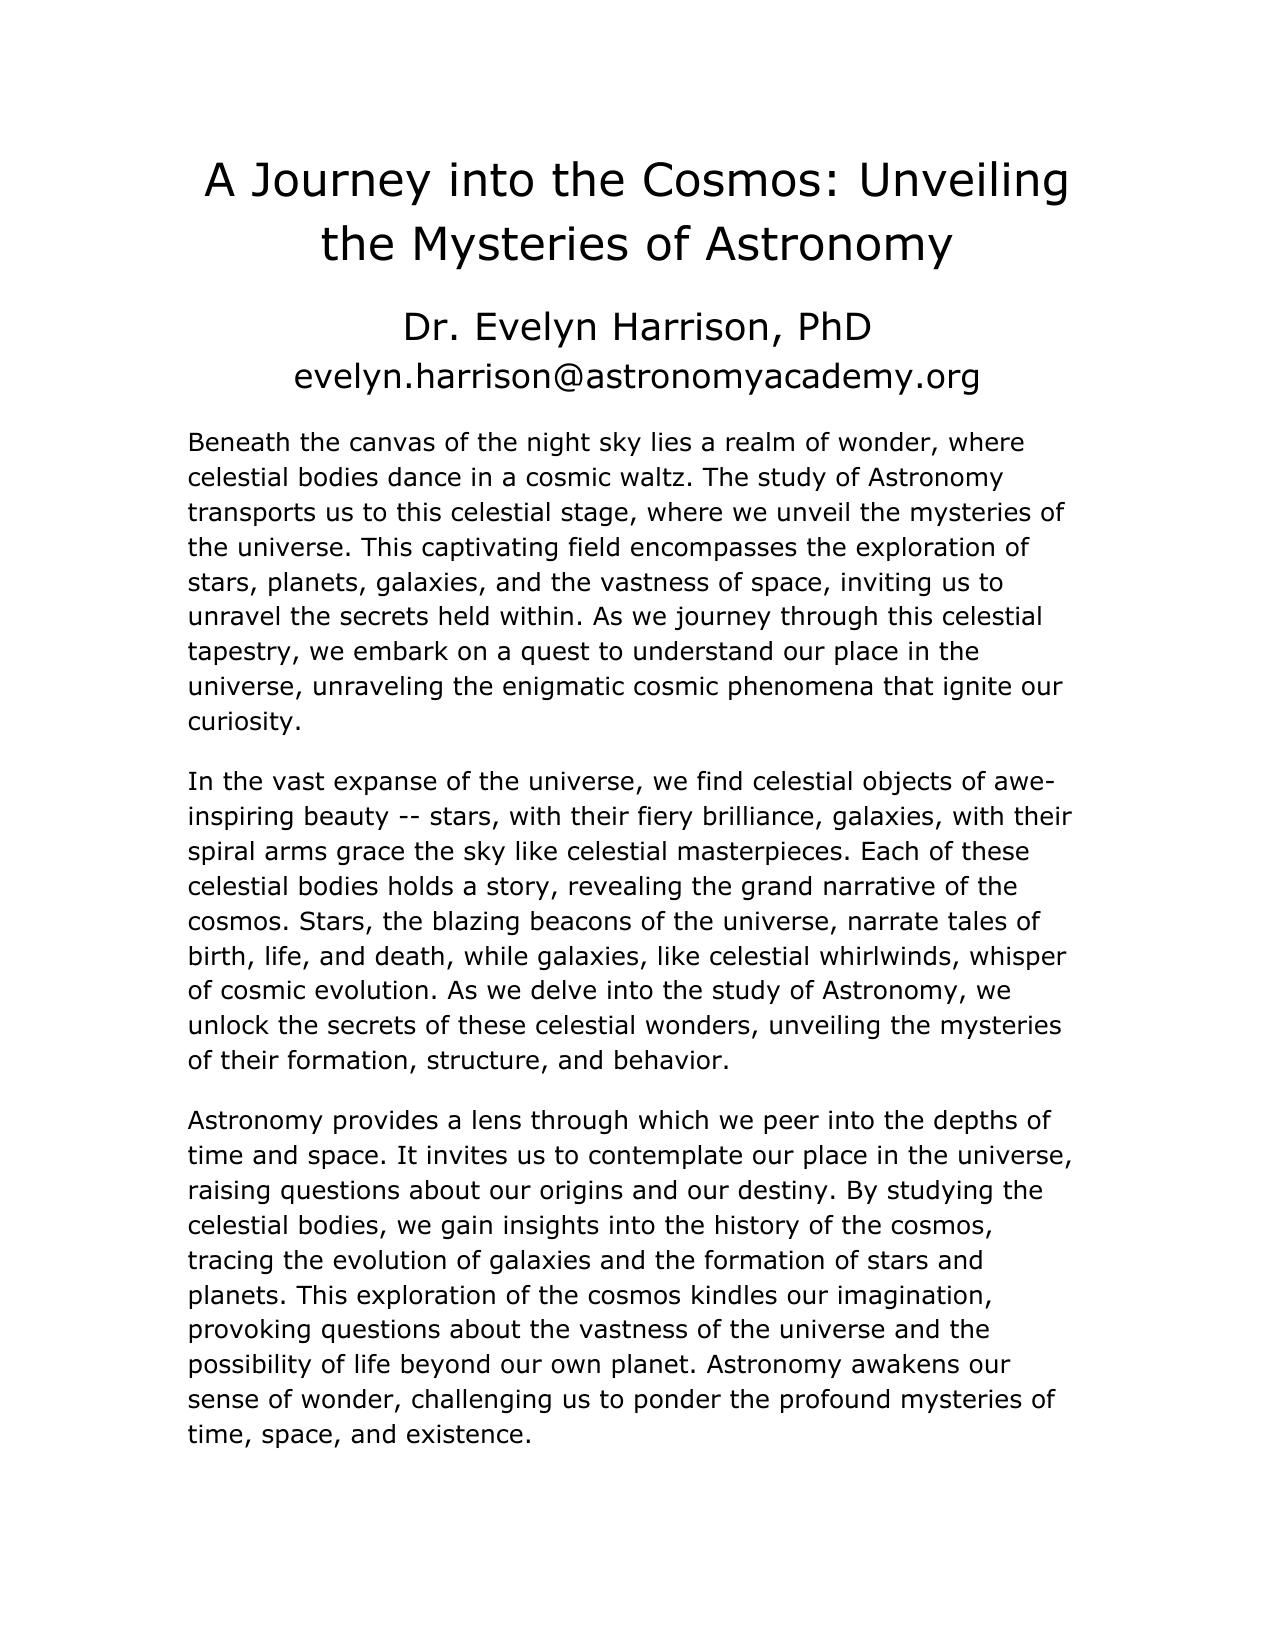 A Journey into the Cosmos: Unveiling
the Mysteries of Astronomy
Dr. Evelyn Harrison, PhD
evelyn.harrison@astronomyacademy.org
Beneath the canvas of the night sky lies a realm of wonder, where
celestial bodies dance in a cosmic waltz. The study of Astronomy
transports us to this celestial stage, where we unveil the mysteries of
the universe. This captivating field encompasses the exploration of
stars, planets, galaxies, and the vastness of space, inviting us to
unravel the secrets held within. As we journey through this celestial
tapestry, we embark on a quest to understand our place in the
universe, unraveling the enigmatic cosmic phenomena that ignite our
curiosity.
In the vast expanse of the universe, we find celestial objects of awe-
inspiring beauty -- stars, with their fiery brilliance, galaxies, with their
spiral arms grace the sky like celestial masterpieces. Each of these
celestial bodies holds a story, revealing the grand narrative of the
cosmos. Stars, the blazing beacons of the universe, narrate tales of
birth, life, and death, while galaxies, like celestial whirlwinds, whisper
of cosmic evolution. As we delve into the study of Astronomy, we
unlock the secrets of these celestial wonders, unveiling the mysteries
of their formation, structure, and behavior.
Astronomy provides a lens through which we peer into the depths of
time and space. It invites us to contemplate our place in the universe,
raising questions about our origins and our destiny. By studying the
celestial bodies, we gain insights into the history of the cosmos,
tracing the evolution of galaxies and the formation of stars and
planets. This exploration of the cosmos kindles our imagination,
provoking questions about the vastness of the universe and the
possibility of life beyond our own planet. Astronomy awakens our
sense of wonder, challenging us to ponder the profound mysteries of
time, space, and existence.